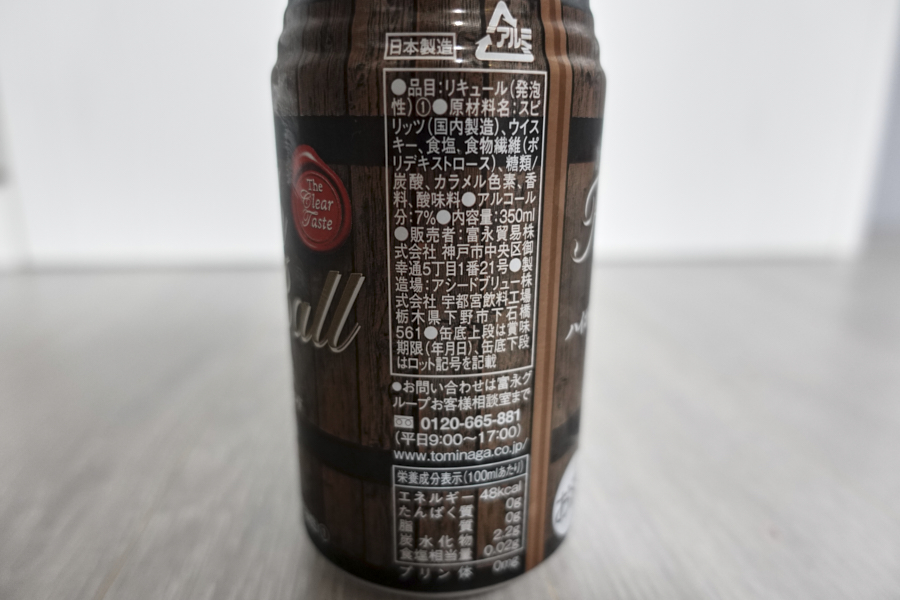 日本製造
アルミ
●品目:リキュール(発泡
性)①●原材料名:スピ
リッツ(国内製造)、ウイス
キー、食塩、食物繊維(ポ
リデキストロース)、糖類/
炭酸、カラメル色素、香
料、酸味料●アルコール
分:7%●内容量:350ml
●販売者:富永貿易株
式会社 神戸市中央区御
幸通5丁目1番21号●製
造場:アシードブリュー株
式会社 宇都宮飲料工場
栃木県下野市下石橋
561●缶底上段は賞味
期限(年月日)、缶底下段
はロット記号を記載
●お問い合わせは富永グ
ループお客様相談室まで
0120-665-881
(平日9:00〜17:00)
www.tominaga.co.jp/
栄養成分表示(100mlあたり)
エネルギー 48kcal
たんぱく質 0g
脂質 0g
炭水化物 2.2g
食塩相当量 0.02g
プリン体 0mg
The
Clear
Taste
all